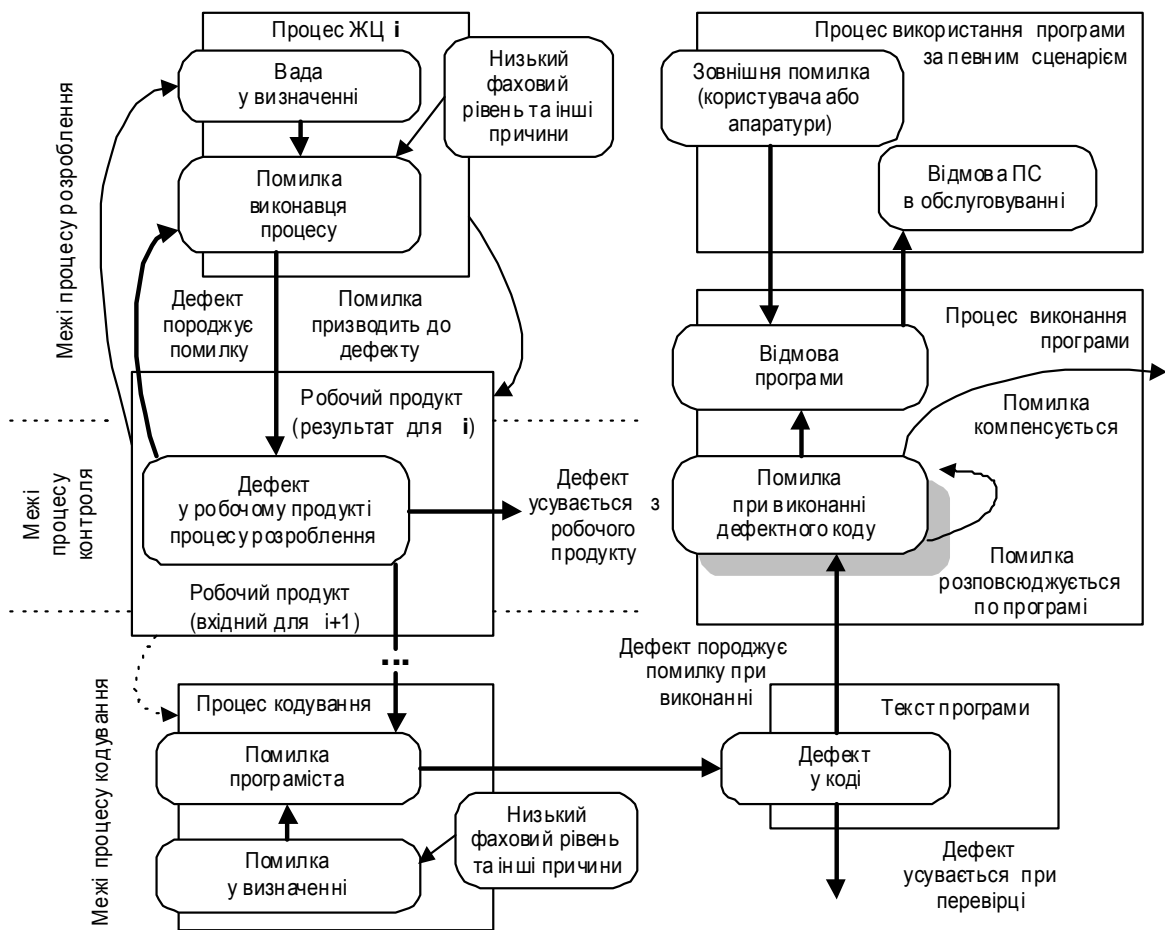 Процес ЖЦ i
Вада
у визначенні
Низький
фаховий
рівень та інші
причини
Помилка
виконавця
процесу
Межі процесу розроблення
Дефект
породжує
помилку
Помилка
призводить до
дефекту
Робочий продукт
(результат для i)
Межі
процесу
контроля
Дефект
у робочому продукті
процесу розроблення
Дефект
усувається з
робочого
продукту
Робочий продукт
(вхідний для i+1)
...
Межі процесу кодування
Процес кодування
Помилка
програміста
Помилка
у визначенні
Низький
фаховий рівень
та інші причини
Процес використання програми
за певним сценарієм
Зовнішня помилка
(користувача або
апаратури)
Відмова ПС
в обслуговуванні
Процес виконання
програми
Відмова
програми
Помилка
компенсується
Помилка
при виконанні
дефектного коду
Помилка
розповсюджується
по програмі
Дефект породжує
помилку при
виконанні
Текст програми
Дефект
у коді
Дефект
усувається при
перевірці